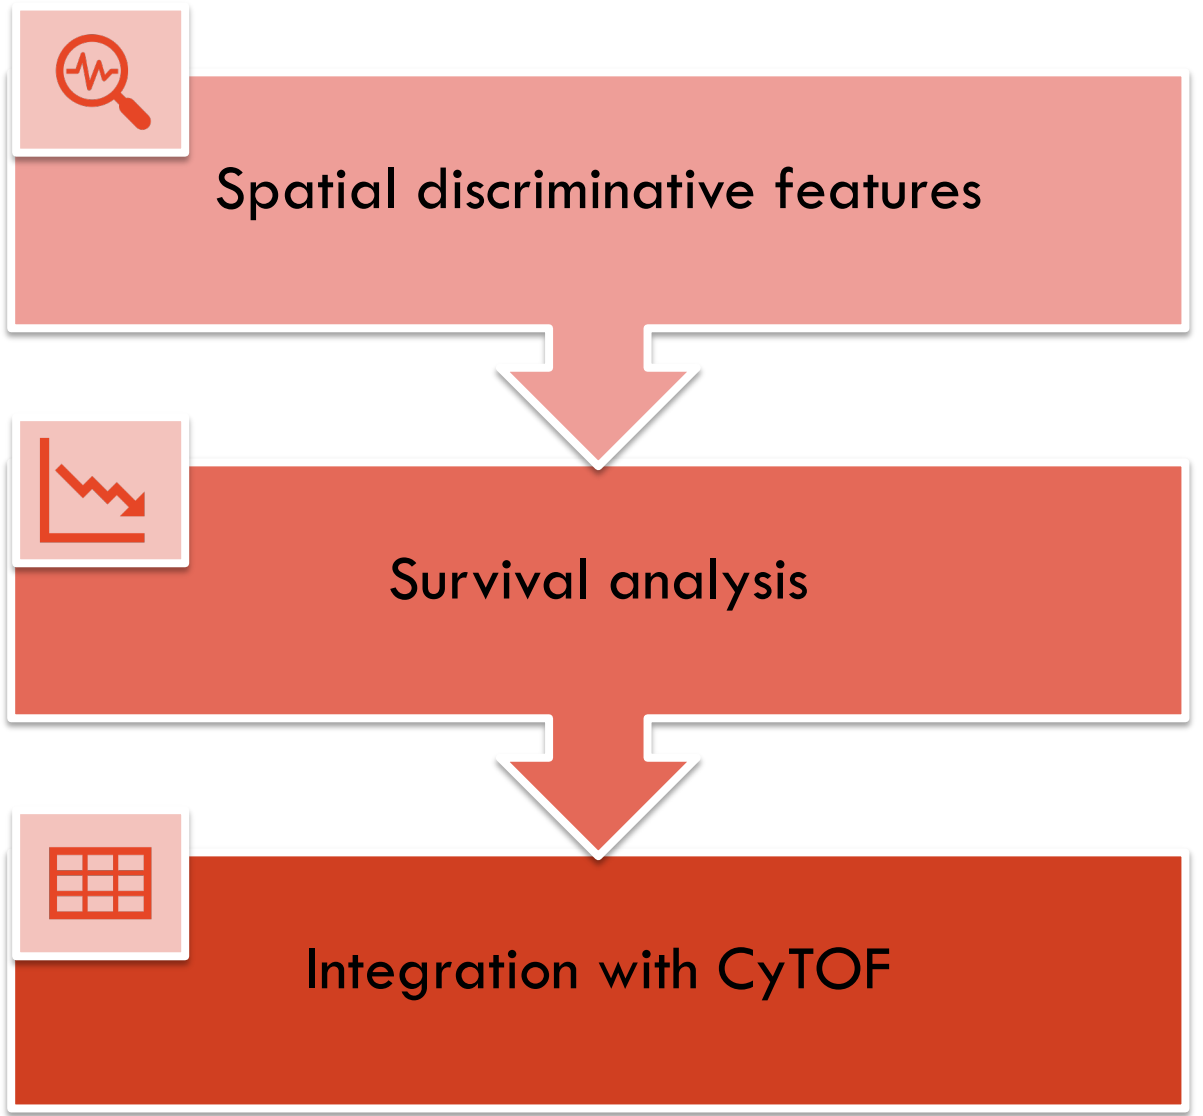 Spatial discriminative features
Survival analysis
Integration with CyTOF